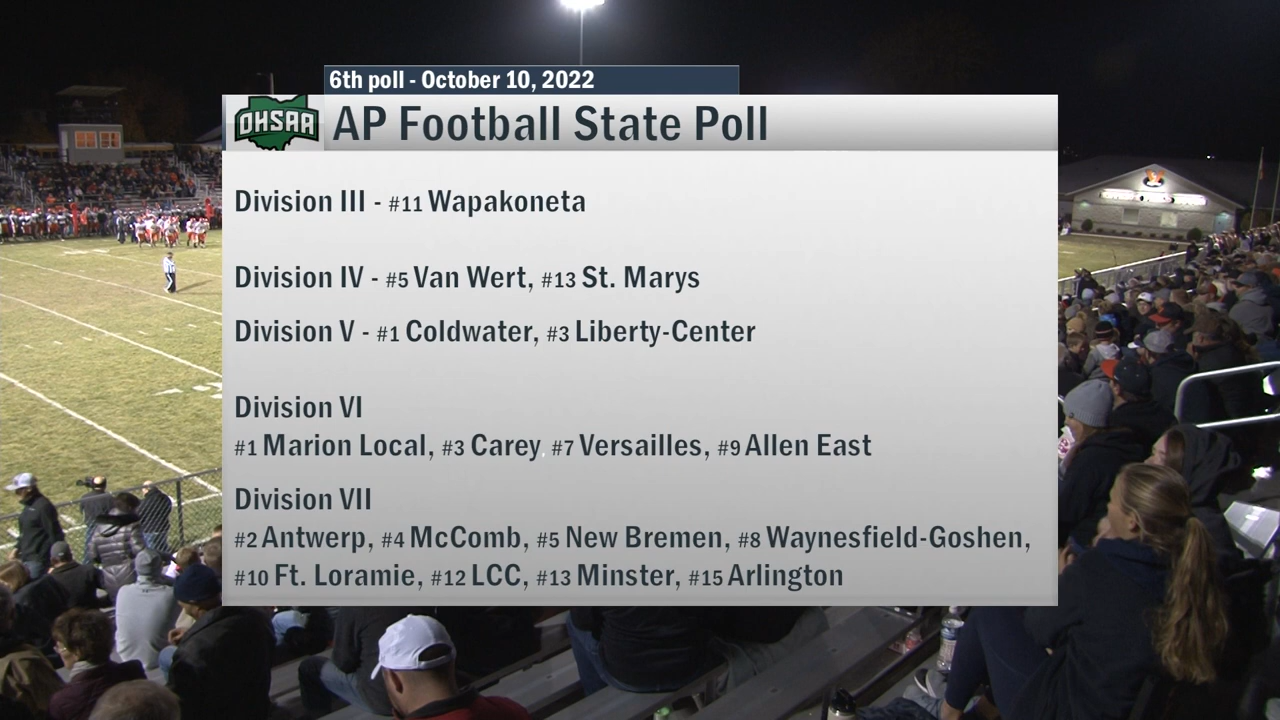 6th poll - October 10, 2022
OHSAA
AP Football State Poll
Division III - #11 Wapakoneta
Division IV - #5 Van Wert, #13 St. Marys
Division V - #1 Coldwater, #3 Liberty-Center
Division VI
#1 Marion Local, #3 Carey, #7 Versailles, #9 Allen East
Division VII
#2 Antwerp, #4 McComb, #5 New Bremen, #8 Waynesfield-Goshen,
#10 Ft. Loramie, #12 LCC, #13 Minster, #15 Arlington